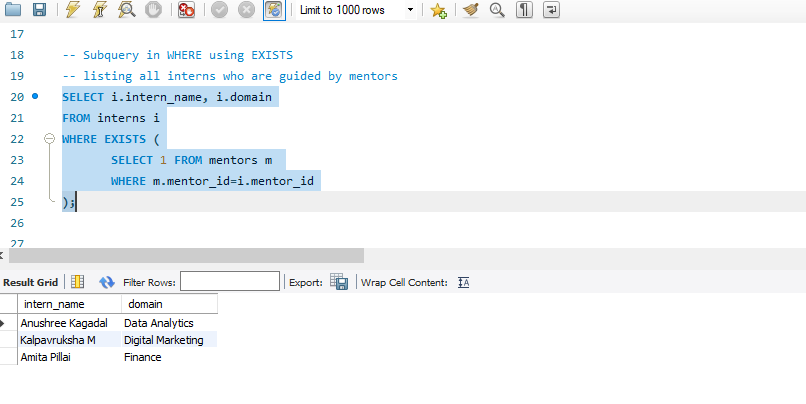 Limit to 1000 rows
17
18 -- Subquery in WHERE using EXISTS
19 -- listing all interns who are guided by mentors
20 SELECT i.intern_name, i.domain
21 FROM interns i
22 WHERE EXISTS (
23 SELECT 1 FROM mentors m
24 WHERE m.mentor_id=i.mentor_id
25 );
26
27
Result Grid Filter Rows: Export: Wrap Cell Content:
intern_name domain
Anushree Kagadal Data Analytics
Kalpavruksha M Digital Marketing
Amita Pillai Finance